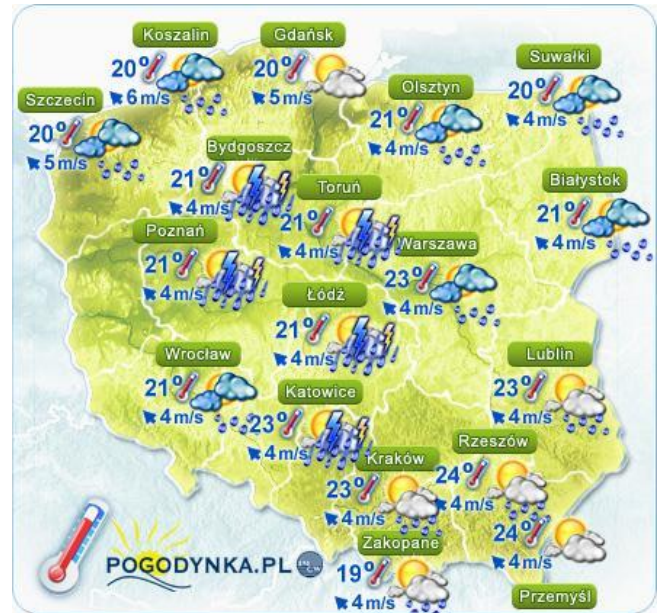 Koszalin
20°
6 m/s
Gdańsk
20°
5 m/s
Suwałki
20°
4 m/s
Szczecin
20°
5 m/s
Olsztyn
21°
4 m/s
Bydgoszcz
21°
4 m/s
Toruń
21°
4 m/s
Białystok
21°
4 m/s
Poznań
21°
4 m/s
Warszawa
23°
4 m/s
Łódź
21°
4 m/s
Wrocław
21°
4 m/s
Katowice
23°
4 m/s
Lublin
23°
4 m/s
Kraków
23°
4 m/s
Rzeszów
24°
4 m/s
Zakopane
19°
4 m/s
24°
4 m/s
Przemyśl
POGODYNKA.PL